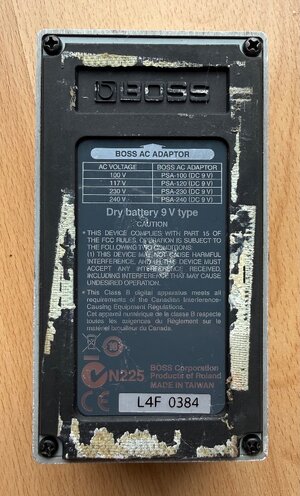 BOSS
BOSS AC ADAPTOR
AC VOLTAGE BOSS AC ADAPTOR
100 V PSA-100 (DC 9 V)
117 V PSA-120 (DC 9 V)
230 V PSA-230 (DC 9 V)
240 V PSA-240 (DC 9 V)
Dry battery 9 V type
CAUTION
• THIS DEVICE COMPLIES WITH PART 15 OF
THE FCC RULES. OPERATION IS SUBJECT TO
THE FOLLOWING TWO CONDITIONS:
(1) THIS DEVICE MAY NOT CAUSE HARMFUL
INTERFERENCE, AND (2) THIS DEVICE MUST
ACCEPT ANY INTERFERENCE RECEIVED,
INCLUDING INTERFERENCE THAT MAY CAUSE
UNDESIRED OPERATION.
• This Class B digital apparatus meets all
requirements of the Canadian Interference-
Causing Equipment Regulations.
Cet appareil numérique de la classe B respecte
toutes les exigences du Règlement sur le
matériel brouilleur du Canada.
N225
BOSS Corporation
Productor of Roland
MADE IN TAIWAN
CE
L4F 0384